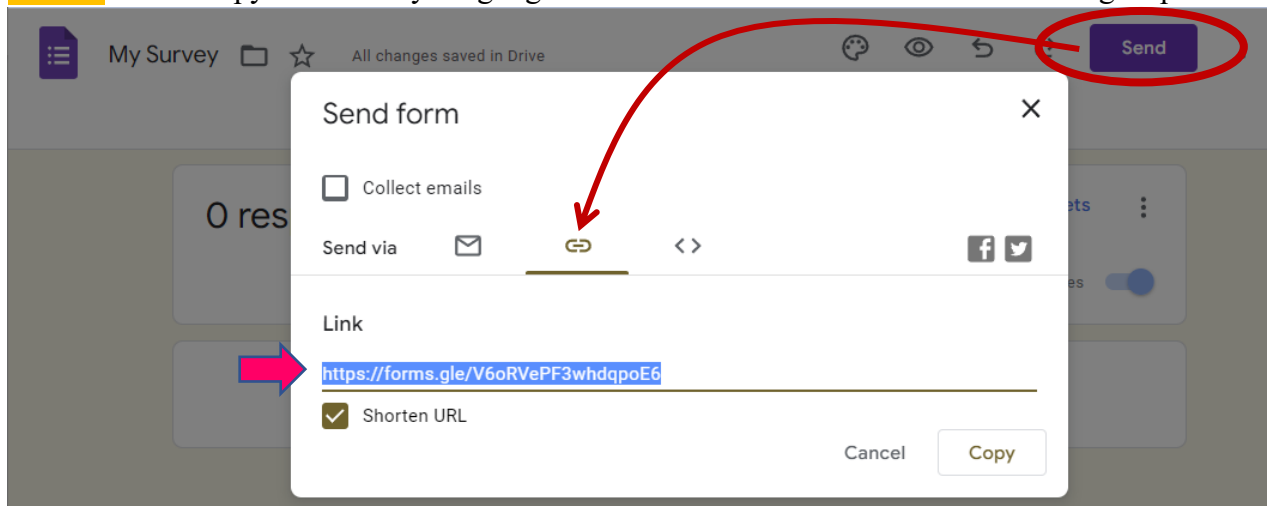 My Survey All changes saved in Drive Send
Send form
Collect emails
0 res
Send via
Link
https://forms.gle/V6oRVePF3whdqpoE6
Shorten URL
Cancel Copy